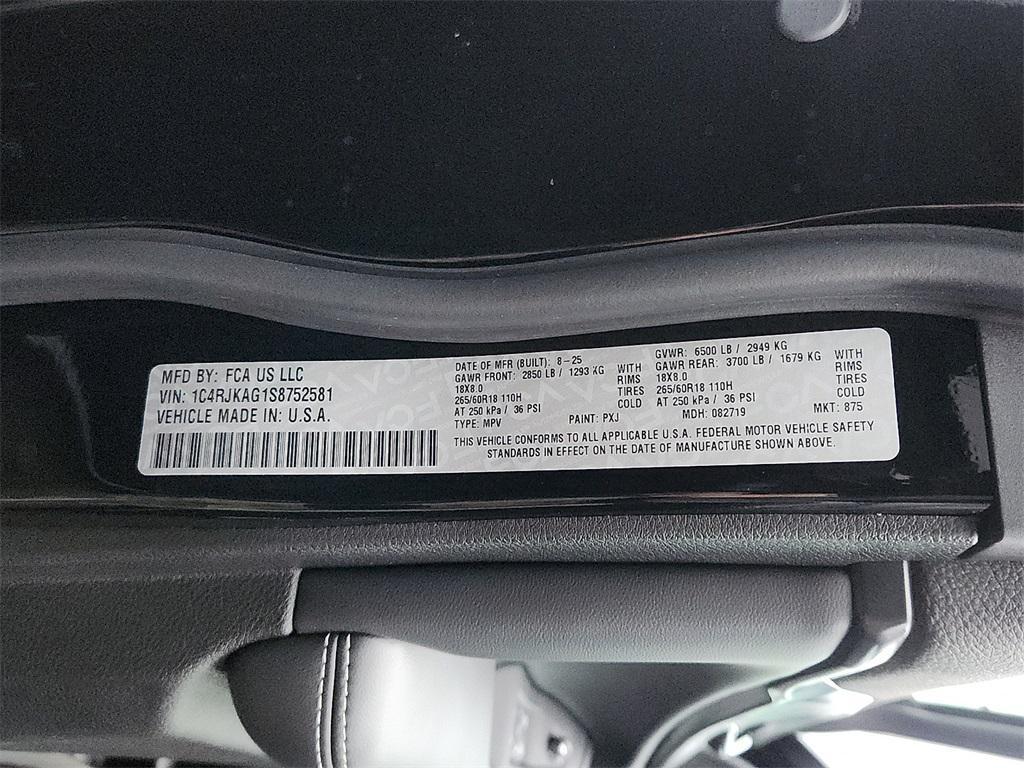 MFD BY: FCA US LLC
VIN: 1C4RJKAG1S8752581
VEHICLE MADE IN: U.S.A.
DATE OF MFR (BUILT): 8-25
GAWR FRONT: 2850 LB / 1293 KG WITH
18X8.0 RIMS
265/60R18 110H TIRES
AT 250 kPa / 36 PSI COLD
TYPE: MPV PAINT: PXJ
GVWR: 6500 LB / 2949 KG
GAWR REAR: 3700 LB / 1679 KG WITH
18X8.0 RIMS
265/60R18 110H TIRES
AT 250 kPa / 36 PSI COLD
MDH: 082719 MKT: 875
THIS VEHICLE CONFORMS TO ALL APPLICABLE U.S.A. FEDERAL MOTOR VEHICLE SAFETY
STANDARDS IN EFFECT ON THE DATE OF MANUFACTURE SHOWN ABOVE.